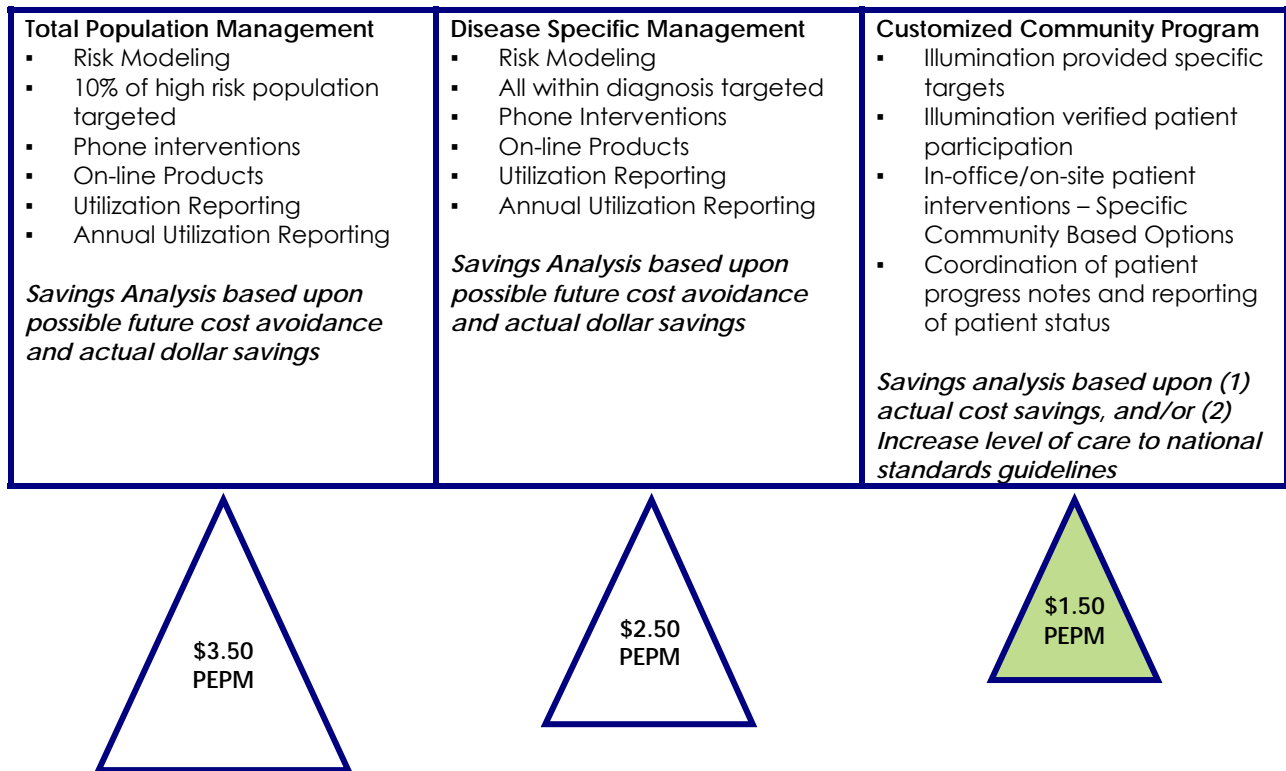 Total Population Management
▪ Risk Modeling
▪ 10% of high risk population
targeted
▪ Phone interventions
▪ On-line Products
▪ Utilization Reporting
▪ Annual Utilization Reporting
Savings Analysis based upon
possible future cost avoidance
and actual dollar savings
Disease Specific Management
▪ Risk Modeling
▪ All within diagnosis targeted
▪ Phone Interventions
▪ On-line Products
▪ Utilization Reporting
▪ Annual Utilization Reporting
Savings Analysis based upon
possible future cost avoidance
and actual dollar savings
Customized Community Program
▪ Illumination provided specific
targets
▪ Illumination verified patient
participation
▪ In-office/on-site patient
interventions – Specific
Community Based Options
▪ Coordination of patient
progress notes and reporting
of patient status
Savings analysis based upon (1)
actual cost savings, and/or (2)
Increase level of care to national
standards guidelines
$3.50
PEPM
$2.50
PEPM
$1.50
PEPM